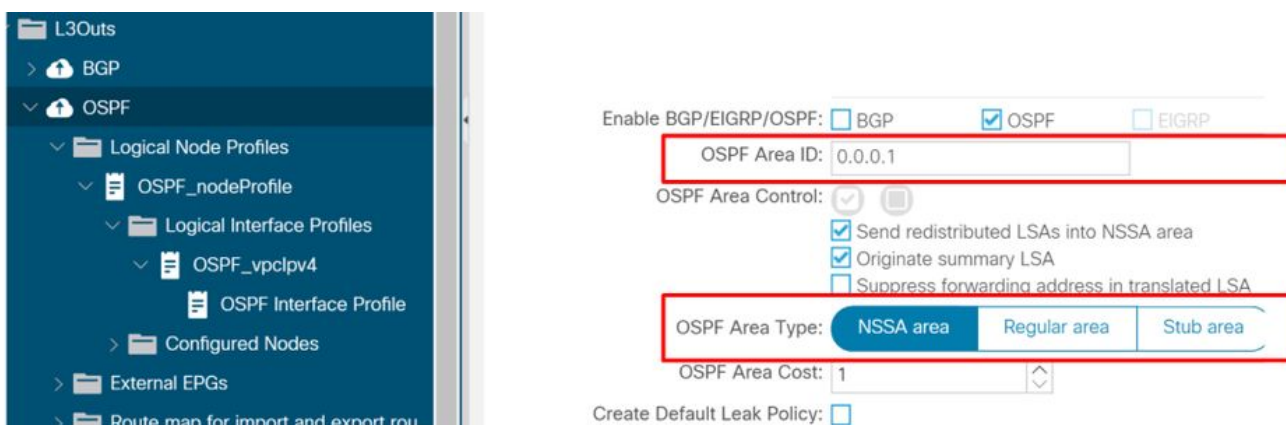 L3Outs
BGP
OSPF
Logical Node Profiles
OSPF_nodeProfile
Logical Interface Profiles
OSPF_vpcIpv4
OSPF Interface Profile
Configured Nodes
External EPGs
Route map for import and export rou
Enable BGP/EIGRP/OSPF: BGP OSPF EIGRP
OSPF Area ID: 0.0.0.1
OSPF Area Control:
Send redistributed LSAs into NSSA area
Originate summary LSA
Suppress forwarding address in translated LSA
OSPF Area Type: NSSA area Regular area Stub area
OSPF Area Cost: 1
Create Default Leak Policy: